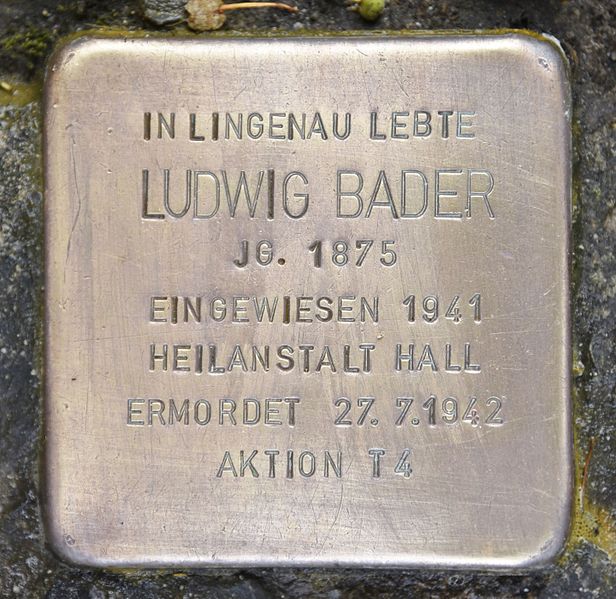 IN LINGENAU LEBTE
LUDWIG BADER
JG. 1875
EINGEWIESEN 1941
HEILANSTALT HALL
ERMORDET 27.7.1942
AKTION T4